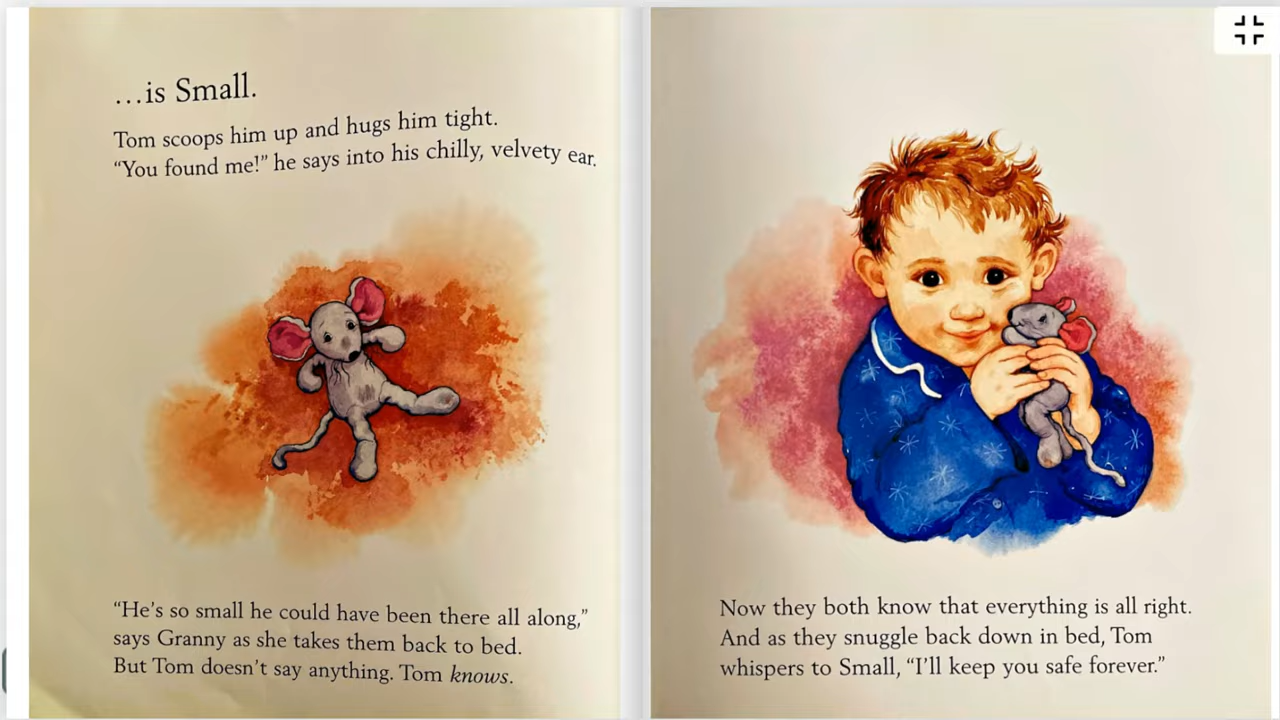 …is Small.
Tom scoops him up and hugs him tight.
“You found me!” he says into his chilly, velvety ear.
“He’s so small he could have been there all along,”
says Granny as she takes them back to bed.
But Tom doesn’t say anything. Tom knows.
Now they both know that everything is all right.
And as they snuggle back down in bed, Tom
whispers to Small, “I’ll keep you safe forever.”